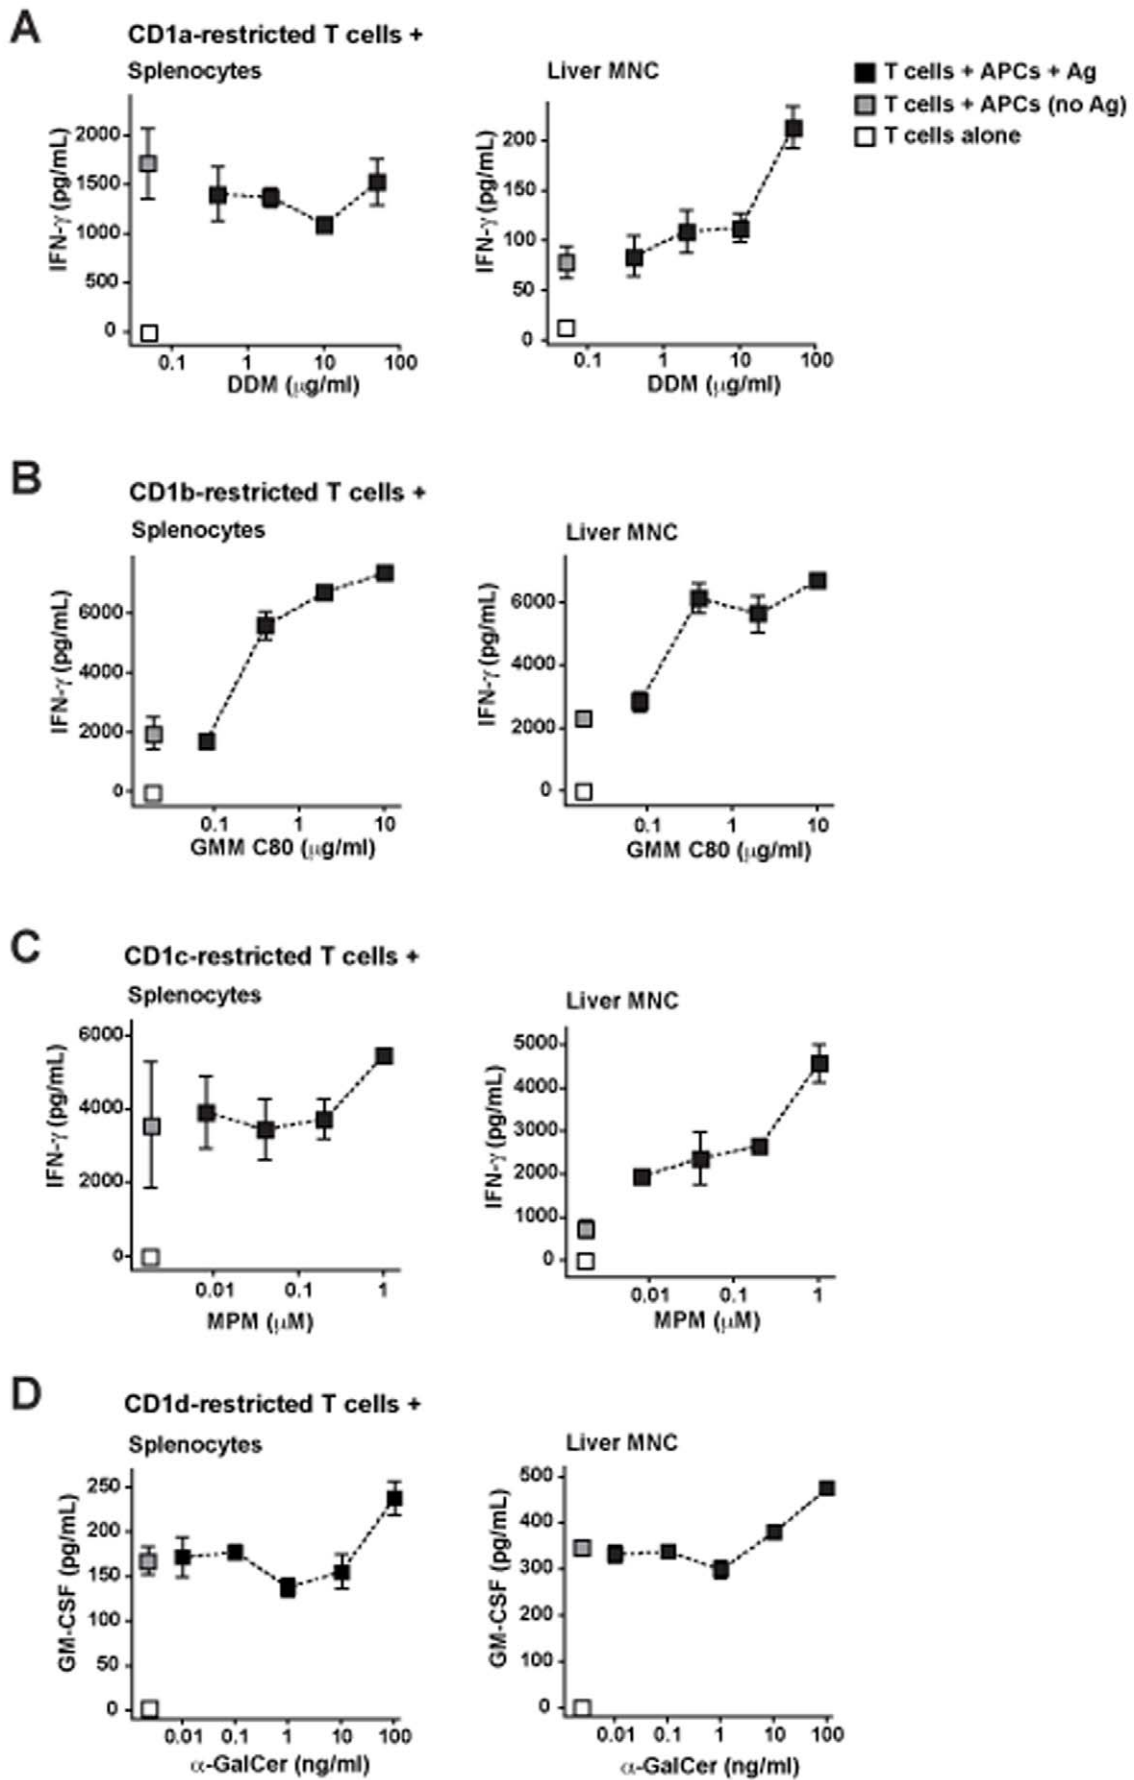 A
CD1a-restricted T cells +
Splenocytes
Liver MNC
T cells + APCs + Ag
T cells + APCs (no Ag)
T cells alone
IFN-γ (pg/mL)
2000
1500
1000
500
0
0.1 1 10 100
DDM (μg/ml)
IFN-γ (pg/mL)
200
150
100
50
0
0.1 1 10 100
DDM (μg/ml)
B
CD1b-restricted T cells +
Splenocytes
Liver MNC
IFN-γ (pg/mL)
6000
4000
2000
0
0.1 1 10
GMM C80 (μg/ml)
IFN-γ (pg/mL)
6000
4000
2000
0
0.1 1 10
GMM C80 (μg/ml)
C
CD1c-restricted T cells +
Splenocytes
Liver MNC
IFN-γ (pg/mL)
6000
4000
2000
0
0.01 0.1 1
MPM (μM)
IFN-γ (pg/mL)
5000
4000
3000
2000
1000
0
0.01 0.1 1
MPM (μM)
D
CD1d-restricted T cells +
Splenocytes
Liver MNC
GM-CSF (pg/mL)
250
200
150
100
50
0
0.01 0.1 1 10 100
α-GalCer (ng/ml)
GM-CSF (pg/mL)
500
400
300
200
100
0
0.01 0.1 1 10 100
α-GalCer (ng/ml)